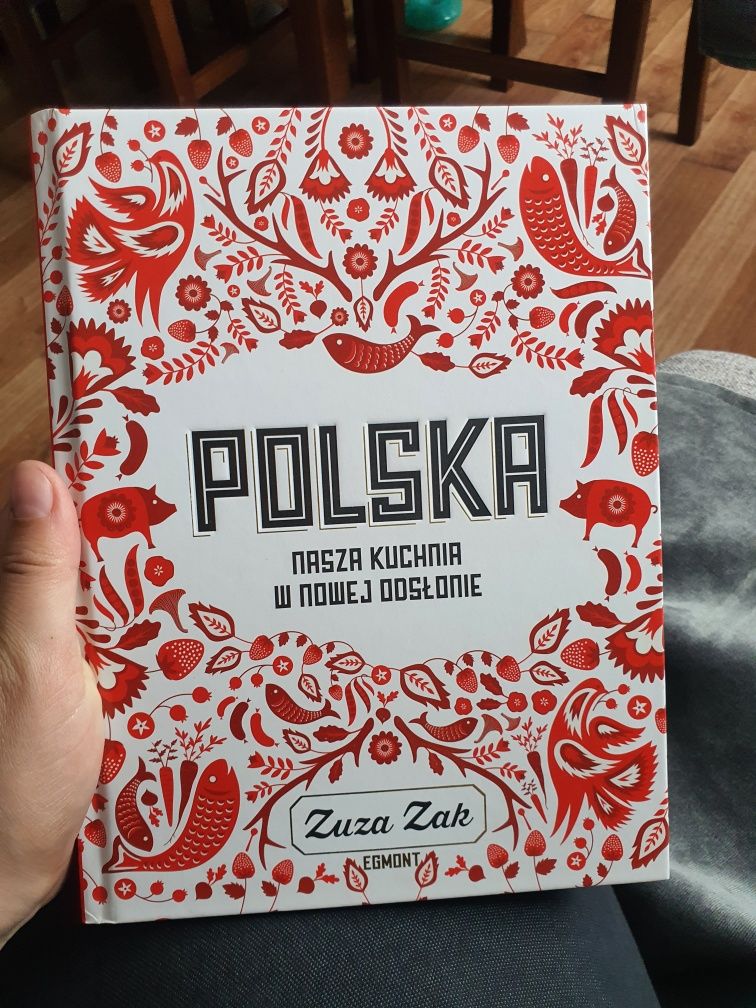 POLSKA
NASZA KUCHNIA
W NOWEJ ODSŁONIE
Zuza Zak
EGMONT